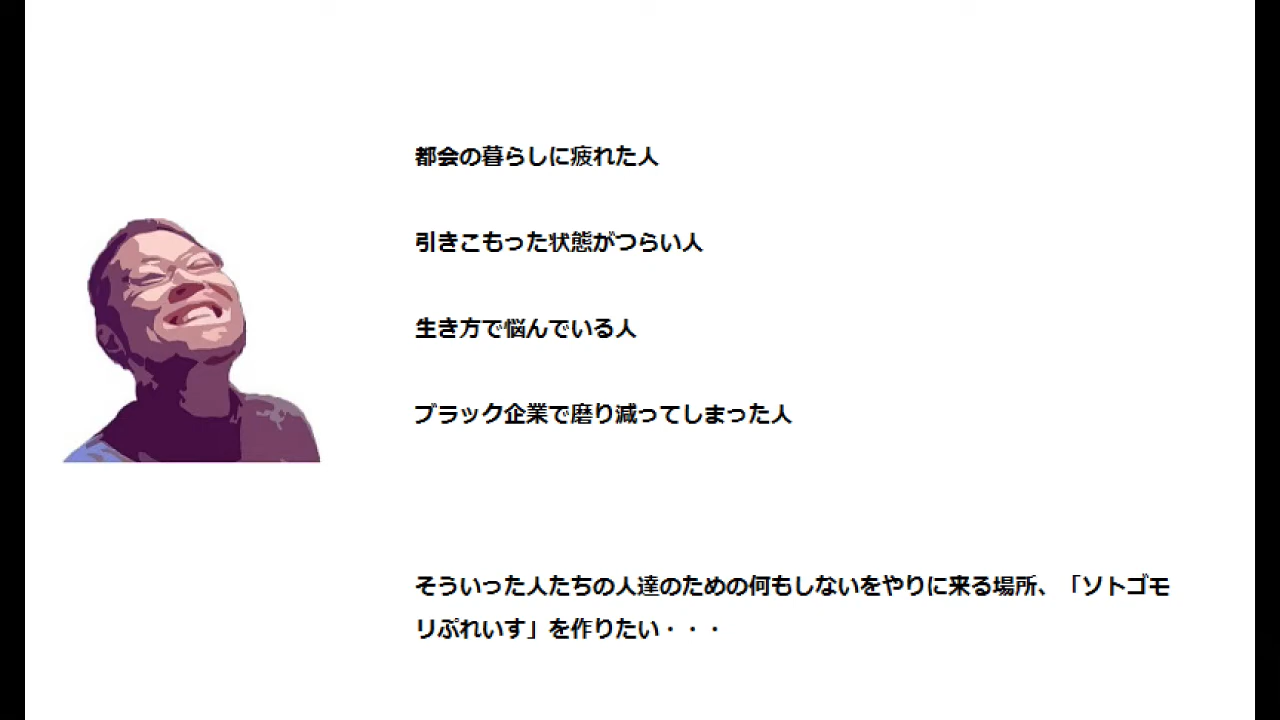 都会の暮らしに疲れた人
引きこもった状態がつらい人
生き方で悩んでいる人
ブラック企業で磨り減ってしまった人
そういった人たちの人達のための何もしないをやりに来る場所、「ソトゴモ
リぷれいす」を作りたい・・・